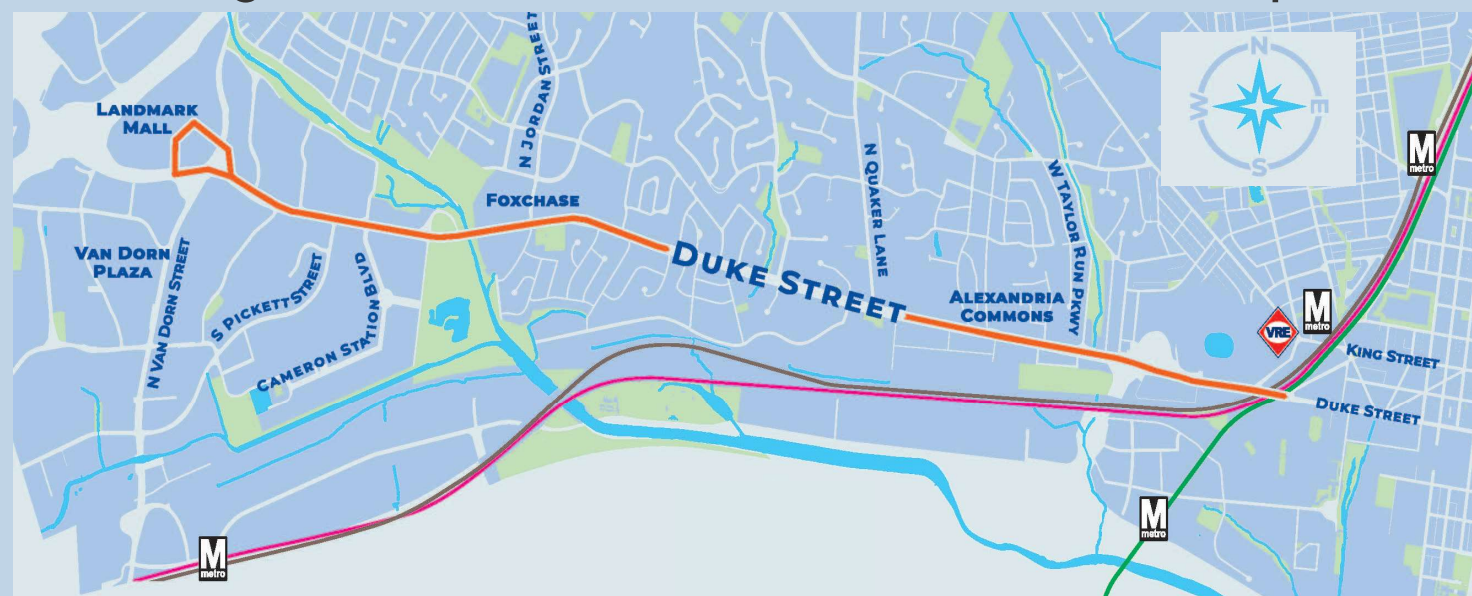 LANDMARK
MALL
N JORDAN STREET
N
W
E
S
M
metro
FOXCHASE
N QUAKER LANE
W TAYLOR RUN PKWY
VAN DORN
PLAZA
N VAN DORN STREET
S PICKETT STREET
CAMERON STATION BLVD
DUKE STREET
ALEXANDRIA
COMMONS
VRE
M
metro
KING STREET
DUKE STREET
M
metro
M
metro